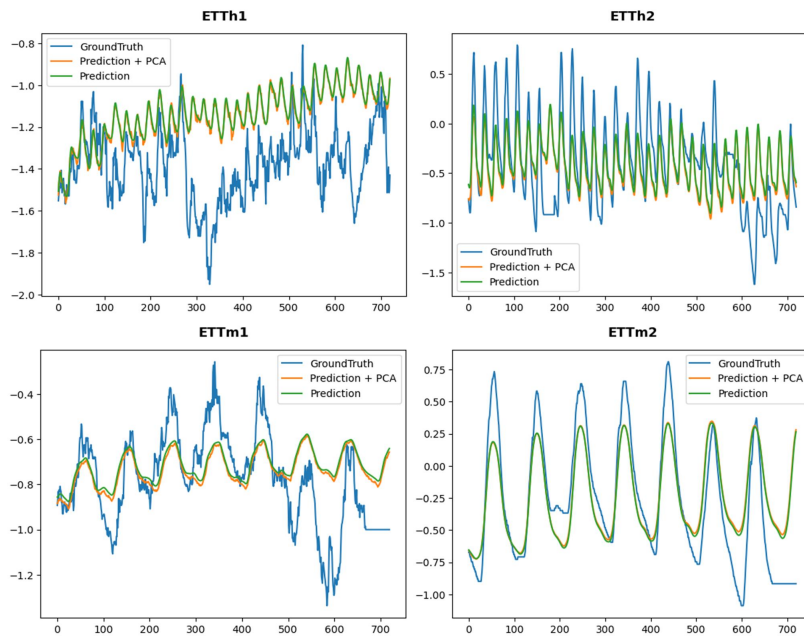 ETTh1
−0.8
−1.0
−1.2
−1.4
−1.6
−1.8
−2.0
GroundTruth
Prediction + PCA
Prediction
0 100 200 300 400 500 600 700
ETTh2
0.5
0.0
−0.5
−1.0
−1.5
GroundTruth
Prediction + PCA
Prediction
0 100 200 300 400 500 600 700
ETTm1
−0.4
−0.6
−0.8
−1.0
−1.2
GroundTruth
Prediction + PCA
Prediction
0 100 200 300 400 500 600 700
ETTm2
0.75
0.50
0.25
0.00
−0.25
−0.50
−0.75
−1.00
GroundTruth
Prediction + PCA
Prediction
0 100 200 300 400 500 600 700